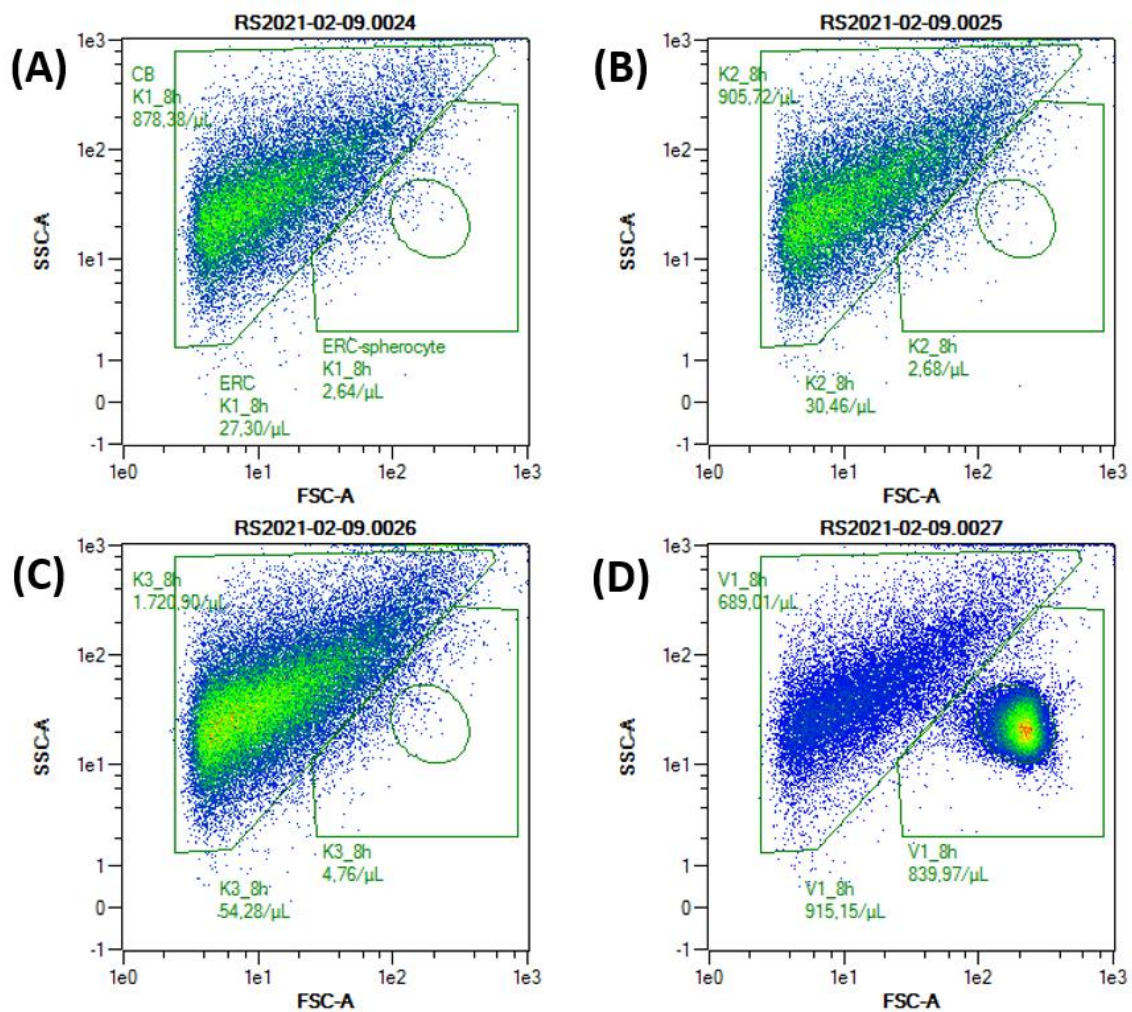 RS2021-02-09.0024
(A)
1e3
1e2
1e1
1
0
-1
SSC-A
CB
K1_8h
878,38/µL
ERC-spherocyte
K1_8h
2,64/µL
ERC
K1_8h
27,30/µL
1e0 1e1 1e2 1e3
FSC-A
RS2021-02-09.0025
(B)
1e3
1e2
1e1
1
0
-1
SSC-A
K2_8h
905,72/µL
K2_8h
2,68/µL
K2_8h
30,46/µL
1e0 1e1 1e2 1e3
FSC-A
RS2021-02-09.0026
(C)
1e3
1e2
1e1
1
0
-1
SSC-A
K3_8h
1.720,90/µL
K3_8h
4,76/µL
K3_8h
54,28/µL
1e0 1e1 1e2 1e3
FSC-A
RS2021-02-09.0027
(D)
1e3
1e2
1e1
1
0
-1
SSC-A
V1_8h
689,01/µL
V1_8h
839,97/µL
V1_8h
915,15/µL
1e0 1e1 1e2 1e3
FSC-A